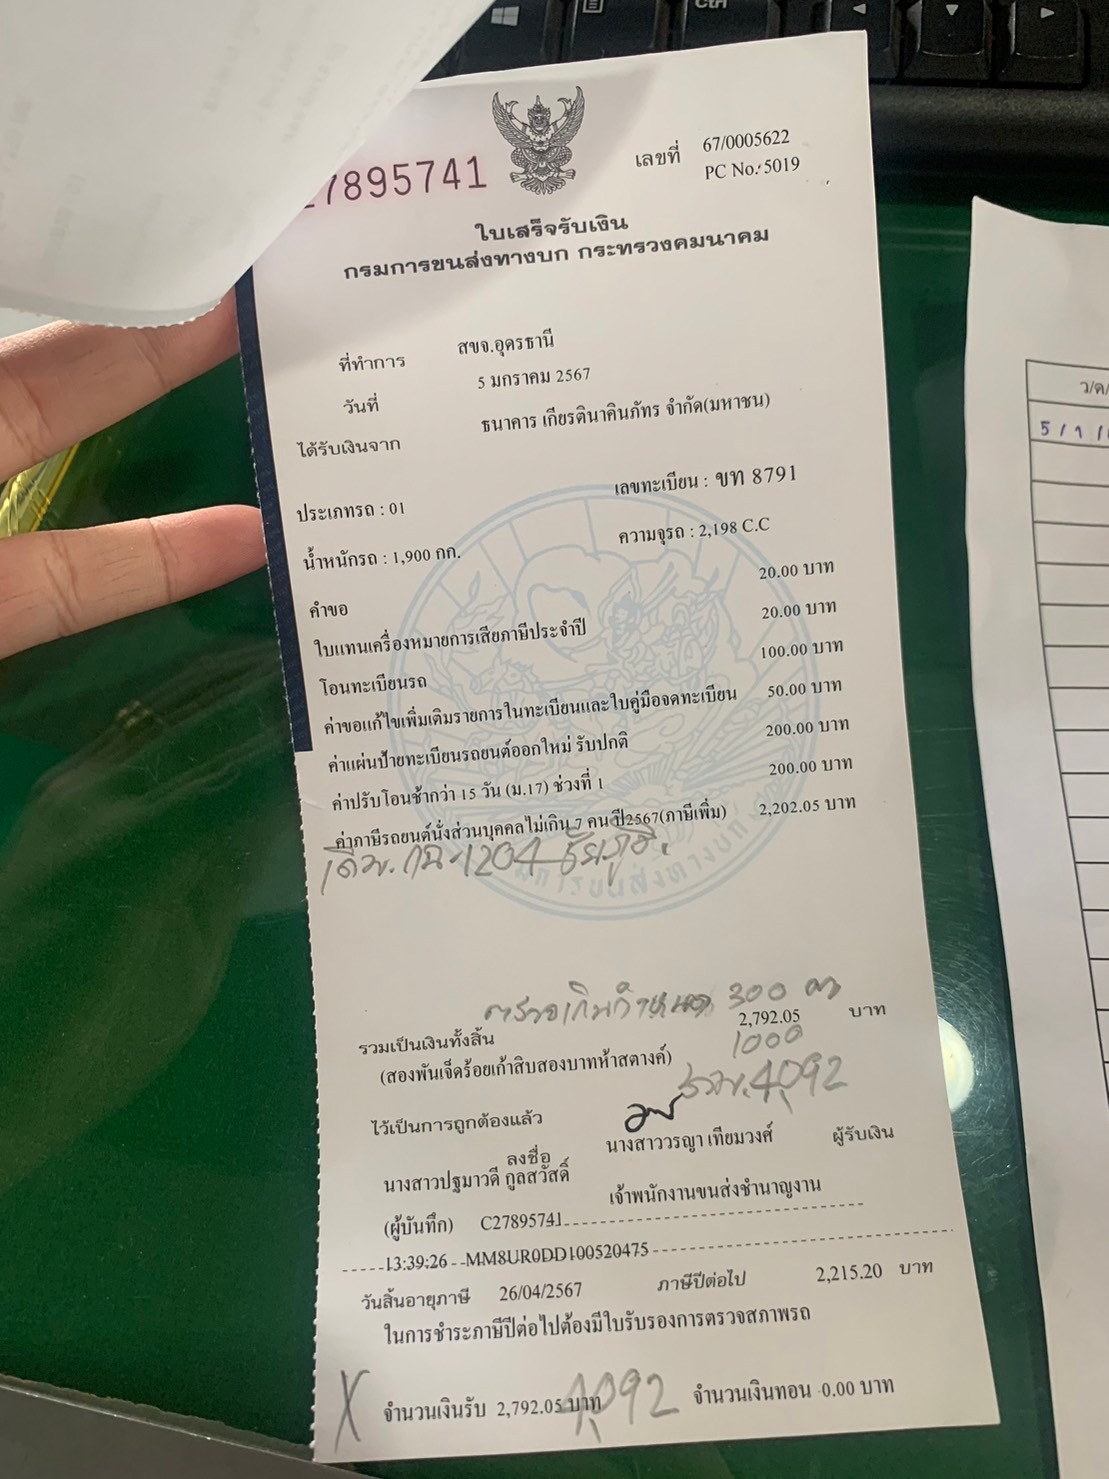 7895741
เลขที่ 67/0005622
PC No.: 5019
ใบเสร็จรับเงิน
กรมการขนส่งทางบก กระทรวงคมนาคม
ที่ทำการ สขจ.อุดรธานี
วันที่ 5 มกราคม 2567
ได้รับเงินจาก ธนาคาร เกียรตินาคินภัทร จำกัด(มหาชน)
ประเภทรถ : 01 เลขทะเบียน : ขท 8791
น้ำหนักรถ : 1,900 กก. ความจุรถ : 2,198 C.C
คำขอ 20.00 บาท
ใบแทนเครื่องหมายการเสียภาษีประจำปี 20.00 บาท
โอนทะเบียนรถ 100.00 บาท
ค่าขอแก้ไขเพิ่มเติมรายการในทะเบียนและใบคู่มือจดทะเบียน 50.00 บาท
ค่าแผ่นป้ายทะเบียนรถยนต์ออกใหม่ รับปกติ 200.00 บาท
ค่าปรับโอนช้ากว่า 15 วัน (ม.17) ช่วงที่ 1 200.00 บาท
ค่าภาษีรถยนต์นั่งส่วนบุคคลไม่เกิน 7 คน ปี2567(ภาษีเพิ่ม) 2,202.05 บาท
เดิม. 1204 ชัยภูมิ.
300
รวมเป็นเงินทั้งสิ้น 2,792.05 บาท
(สองพันเจ็ดร้อยเก้าสิบสองบาทห้าสตางค์) 1000
รวม. 4,092
ไว้เป็นการถูกต้องแล้ว
ลงชื่อ นางสาววรญา เทียมวงศ์ ผู้รับเงิน
นางสาวปฐมาวดี กูลสวัสดิ์ เจ้าพนักงานขนส่งชำนาญงาน
(ผู้บันทึก) C27895741
13:39:26 MM8UR0DD100520475
วันสิ้นอายุภาษี 26/04/2567 ภาษีปีต่อไป 2,215.20 บาท
ในการชำระภาษีปีต่อไปต้องมีใบรับรองการตรวจสภาพรถ
X จำนวนเงินรับ 2,792.05 บาท 4,092 จำนวนเงินทอน 0.00 บาท
ว/ด/
5/1/
Ctrl